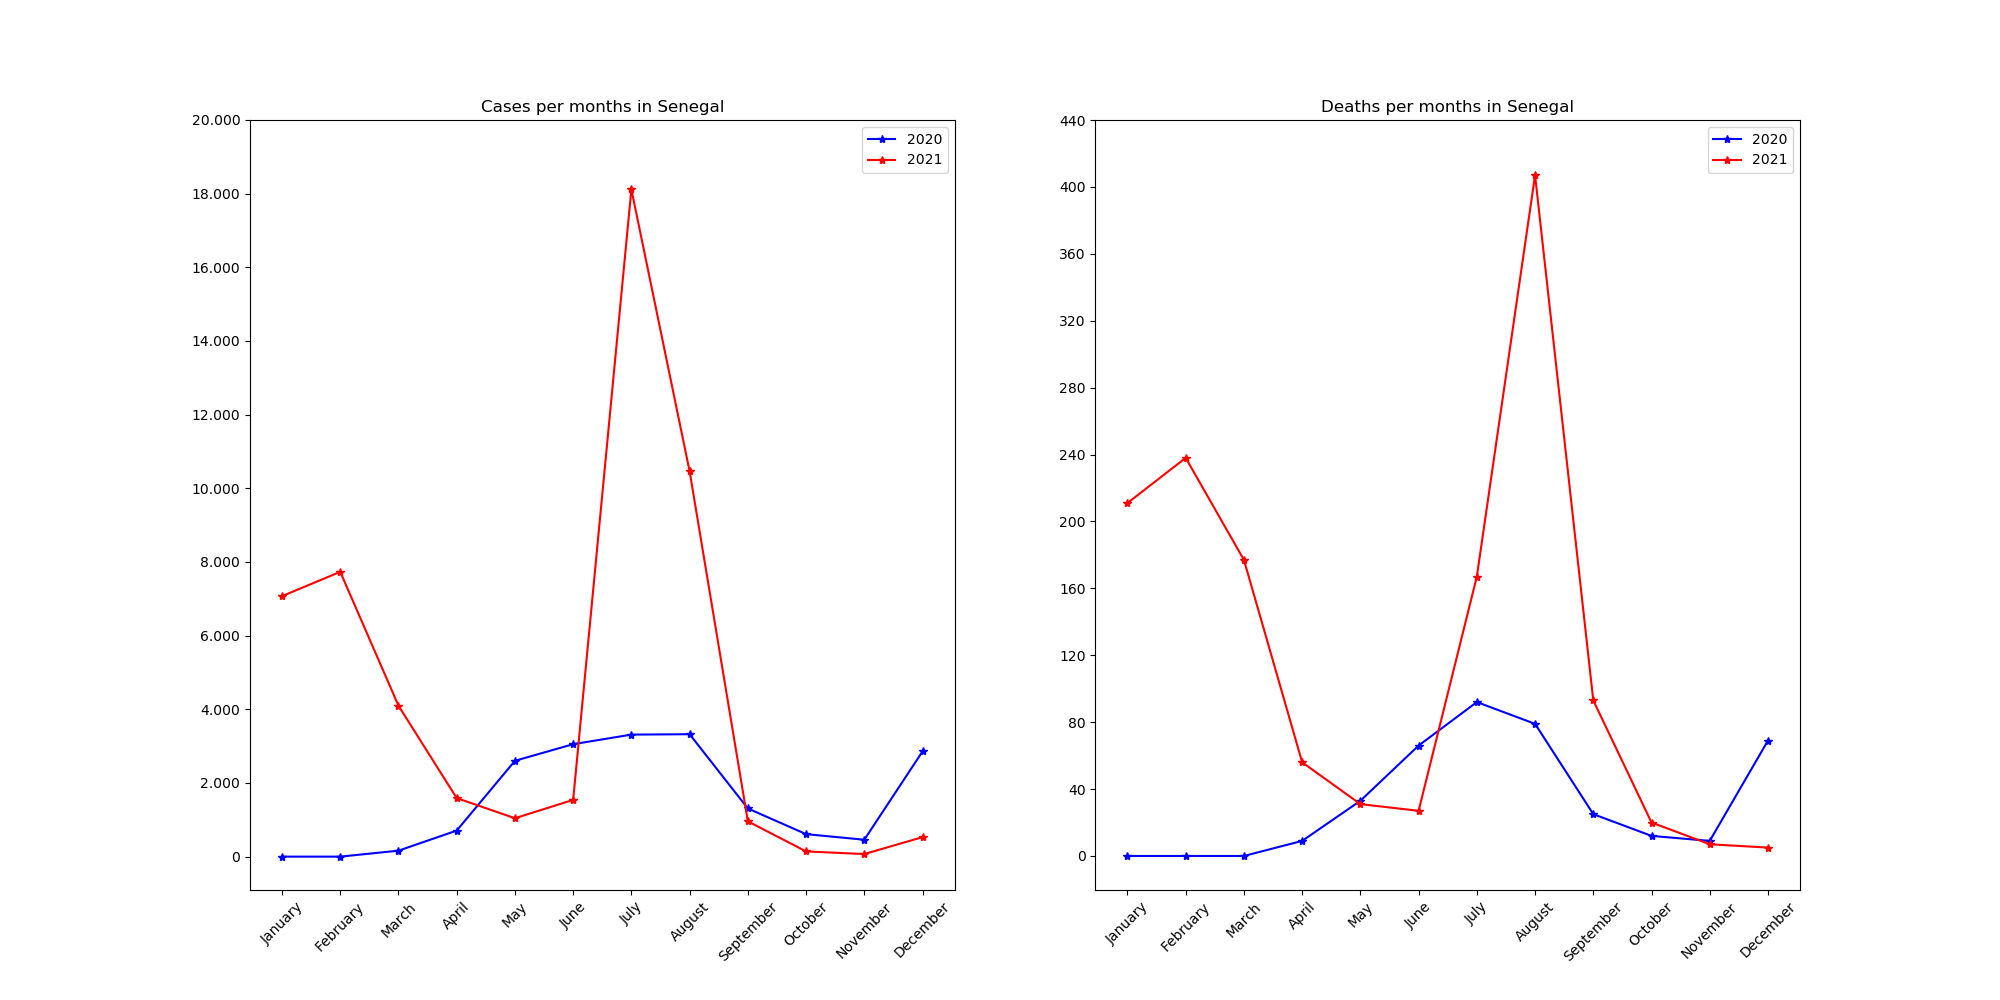 Cases per months in Senegal
20.000
18.000
16.000
14.000
12.000
10.000
8.000
6.000
4.000
2.000
0
2020
2021
January
February
March
April
May
June
July
August
September
October
November
December
Deaths per months in Senegal
440
400
360
320
280
240
200
160
120
80
40
0
2020
2021
January
February
March
April
May
June
July
August
September
October
November
December